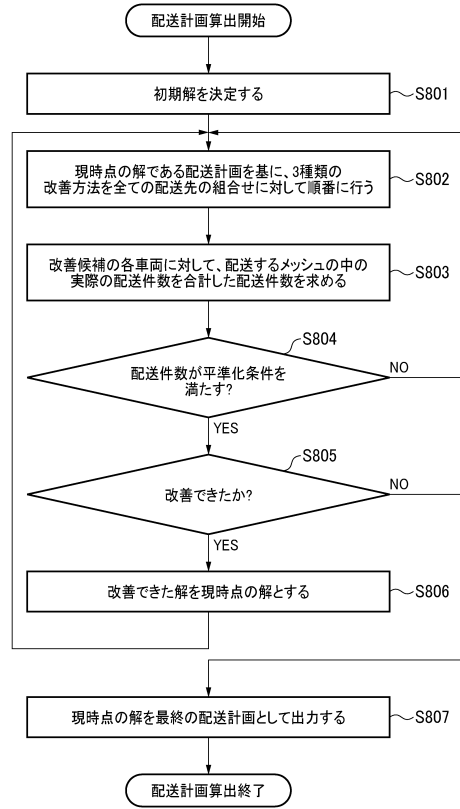 配送計画算出開始
初期解を決定する
S801
現時点の解である配送計画を基に、3種類の
改善方法を全ての配送先の組合せに対して順番に行う
S802
改善候補の各車両に対して、配送するメッシュの中の
実際の配送件数を合計した配送件数を求める
S803
S804
配送件数が平準化条件を
満たす?
NO
YES
S805
改善できたか?
NO
YES
改善できた解を現時点の解とする
S806
現時点の解を最終の配送計画として出力する
S807
配送計画算出終了